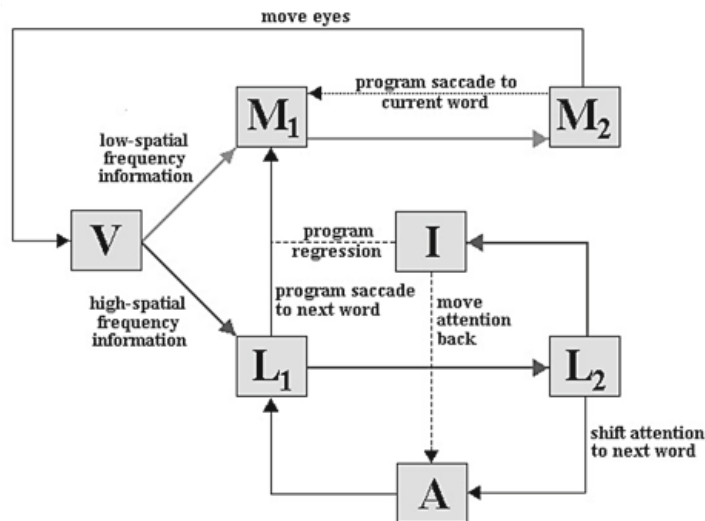 move eyes
program saccade to
current word
M1
M2
low-spatial
frequency
information
V
program
regression
I
high-spatial
frequency
information
program saccade
to next word
move
attention
back
L1
L2
shift attention
to next word
A